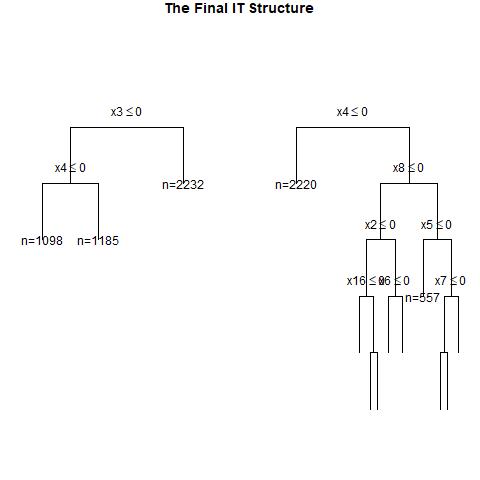 The Final IT Structure
x3 ≤ 0
x4 ≤ 0
x4 ≤ 0
x8 ≤ 0
n=2232
n=2220
x2 ≤ 0
x5 ≤ 0
n=1098
n=1185
x16 ≤ 0
x6 ≤ 0
x7 ≤ 0
n=557